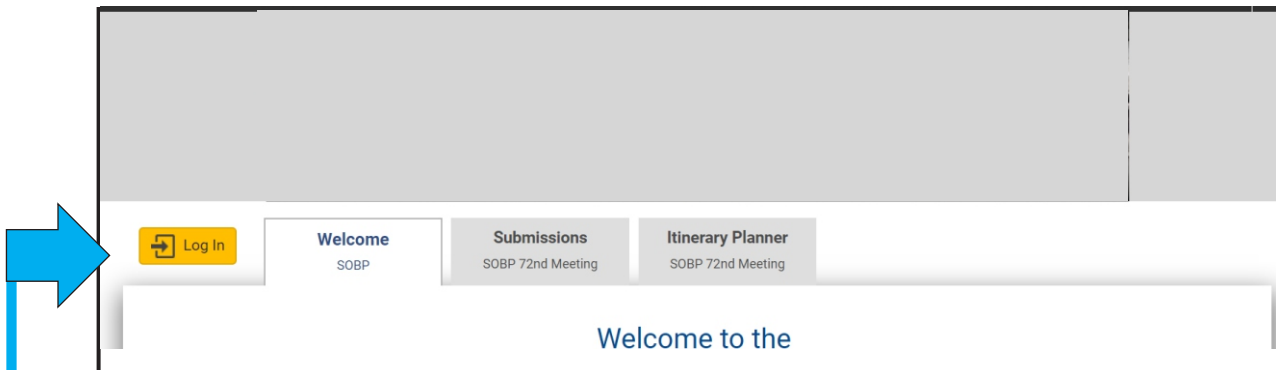 Log In
Welcome
SOBP
Submissions
SOBP 72nd Meeting
Itinerary Planner
SOBP 72nd Meeting
Welcome to the